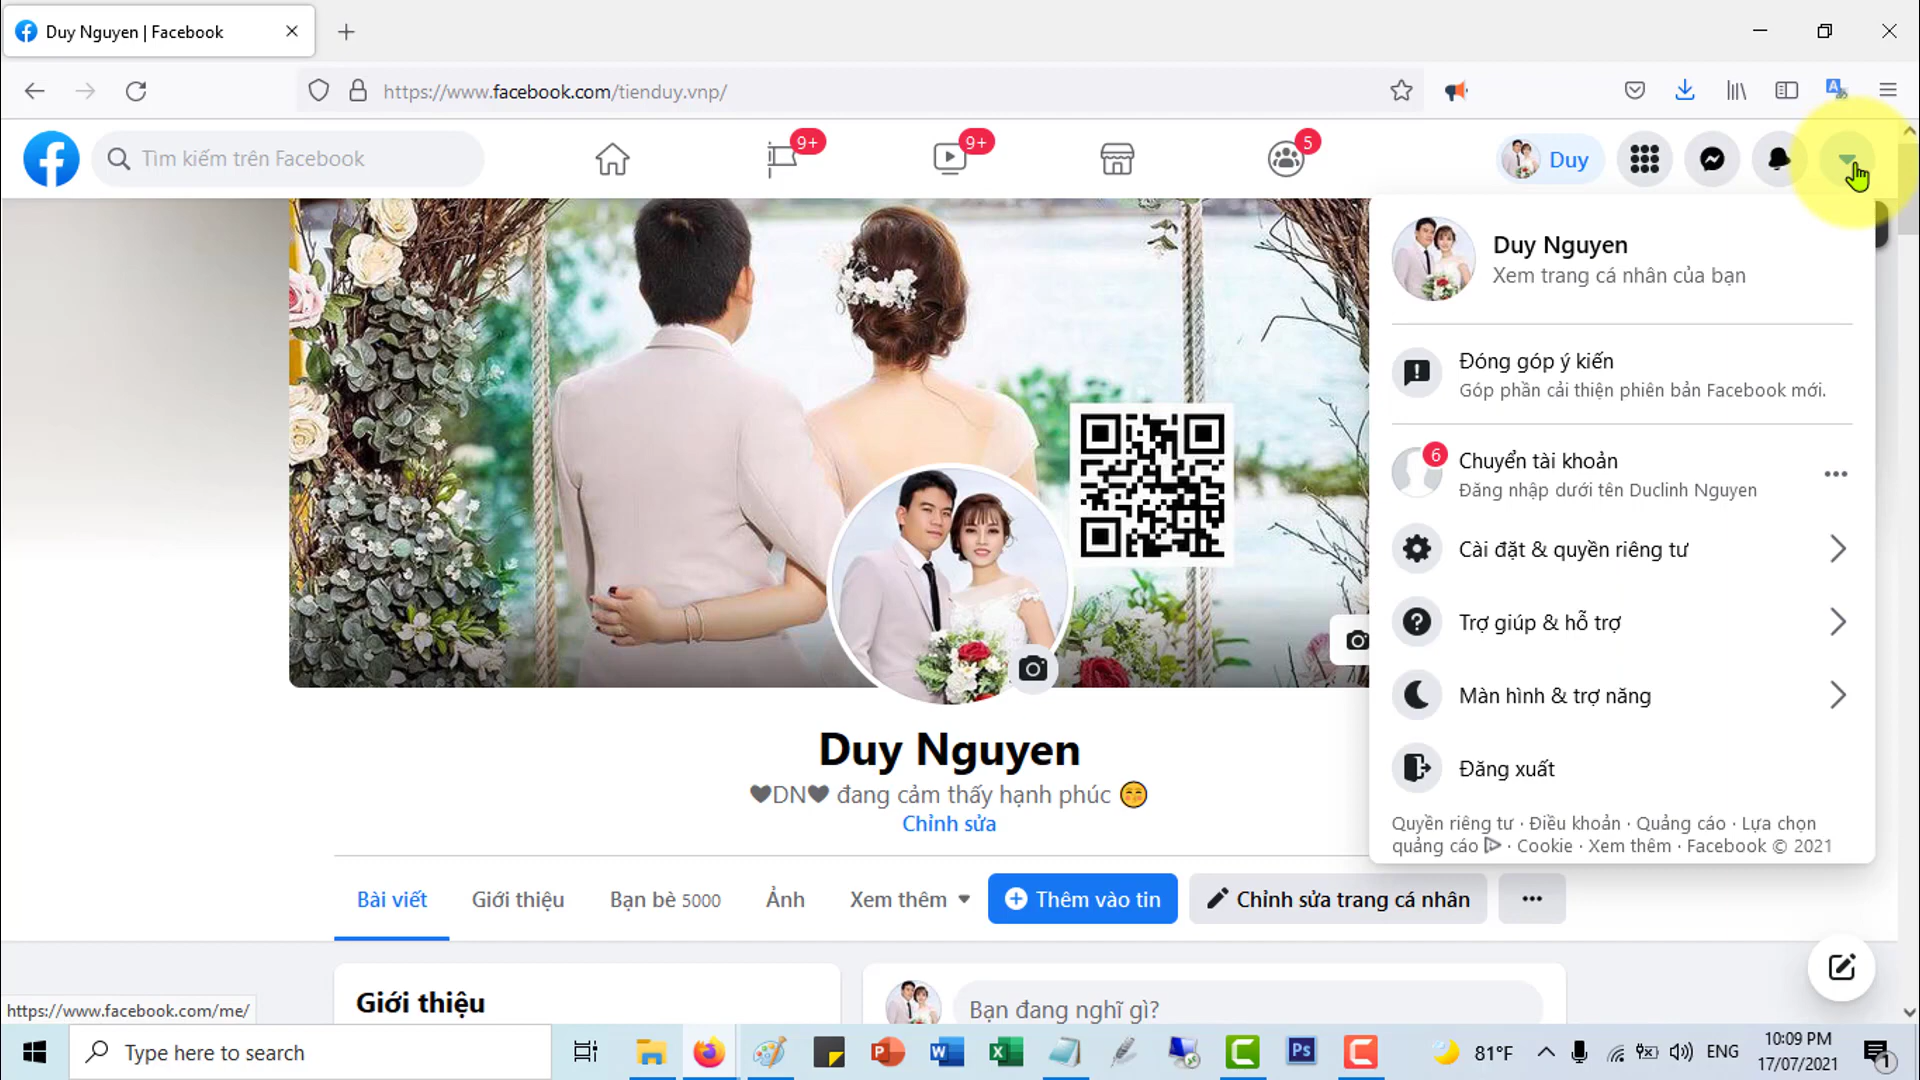 Duy Nguyen | Facebook
https://www.facebook.com/tienduy.vnp/
Tìm kiếm trên Facebook
9+
9+
5
Duy
Duy Nguyen
Xem trang cá nhân của bạn
Đóng góp ý kiến
Góp phần cải thiện phiên bản Facebook mới.
6
Chuyển tài khoản
Đăng nhập dưới tên Duclinh Nguyen
Cài đặt & quyền riêng tư
Trợ giúp & hỗ trợ
Màn hình & trợ năng
Đăng xuất
Quyền riêng tư · Điều khoản · Quảng cáo · Lựa chọn
quảng cáo · Cookie · Xem thêm · Facebook © 2021
Duy Nguyen
🖤DN🖤 đang cảm thấy hạnh phúc 😊
Chỉnh sửa
Bài viết
Giới thiệu
Bạn bè 5000
Ảnh
Xem thêm
Thêm vào tin
Chỉnh sửa trang cá nhân
Giới thiệu
Bạn đang nghĩ gì?
https://www.facebook.com/me/
Type here to search
81°F
ENG
10:09 PM
17/07/2021
1